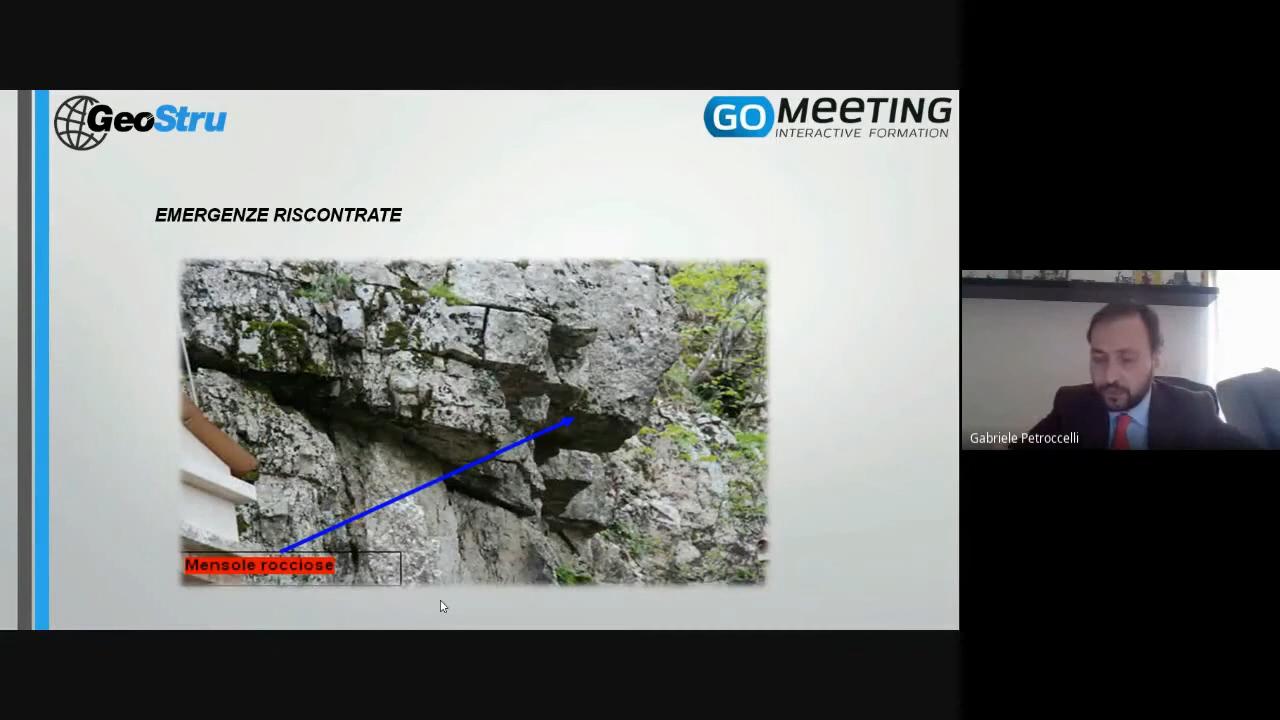 GeoStru
GO MEETING
INTERACTIVE FORMATION
EMERGENZE RISCONTRATE
Mensole rocciose
Gabriele Petroccelli